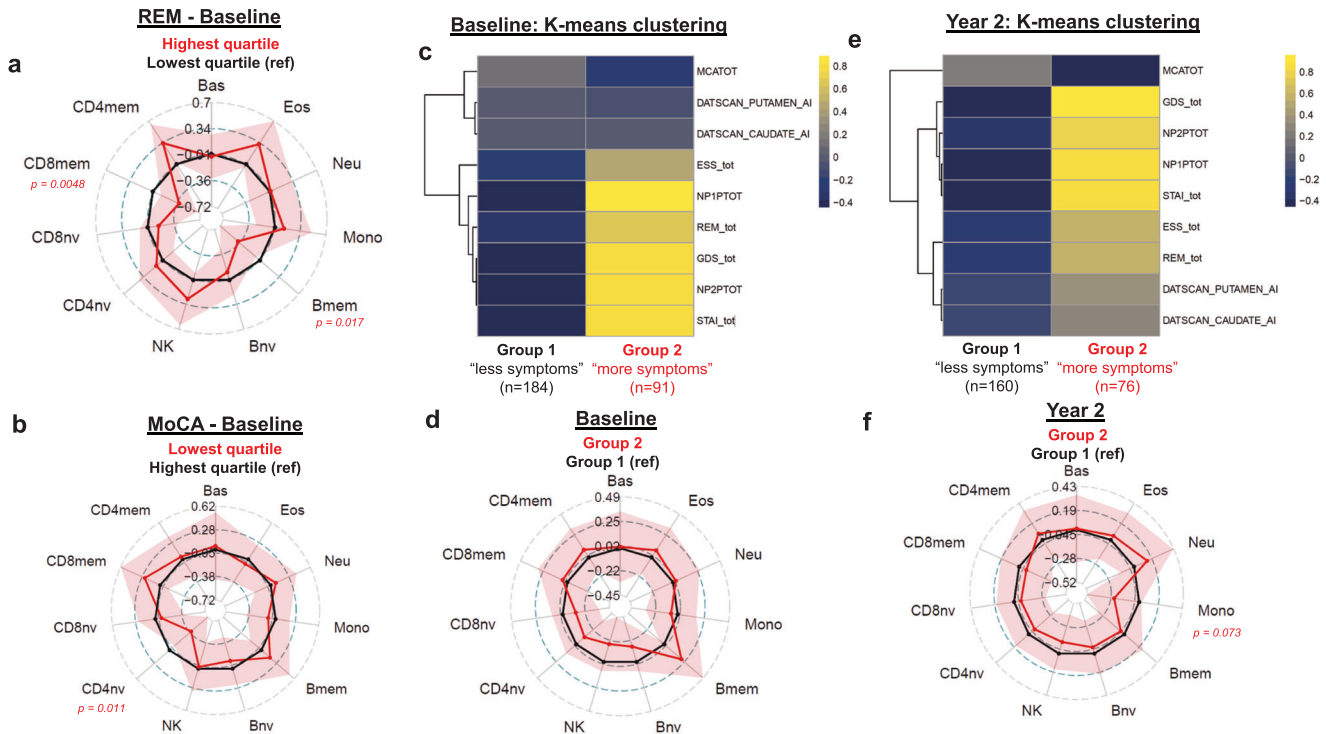 REM - Baseline
Highest quartile
Lowest quartile (ref)
a
Bas
Eos
Neu
Mono
Bmem
p = 0.017
Bnv
NK
CD4nv
CD8nv
CD8mem
p = 0.0048
CD4mem
0.7
0.34
-0.36
-0.72
Baseline: K-means clustering
c
MCATOT
DATSCAN_PUTAMEN_AI
DATSCAN_CAUDATE_AI
ESS_tot
NP1PTOT
REM_tot
GDS_tot
NP2PTOT
STAI_tot
0.8
0.6
0.4
0.2
0
-0.2
-0.4
Group 1
"less symptoms"
(n=184)
Group 2
"more symptoms"
(n=91)
Year 2: K-means clustering
e
MCATOT
GDS_tot
NP2PTOT
NP1PTOT
STAI_tot
ESS_tot
REM_tot
DATSCAN_PUTAMEN_AI
DATSCAN_CAUDATE_AI
0.8
0.6
0.4
0.2
0
-0.2
-0.4
Group 1
"less symptoms"
(n=160)
Group 2
"more symptoms"
(n=76)
b
MoCA - Baseline
Lowest quartile
Highest quartile (ref)
Bas
Eos
Neu
Mono
Bmem
Bnv
NK
CD4nv
p = 0.011
CD8nv
CD8mem
CD4mem
0.62
0.28
-0.38
-0.72
d
Baseline
Group 2
Group 1 (ref)
Bas
Eos
Neu
Mono
Bmem
Bnv
NK
CD4nv
CD8nv
CD8mem
CD4mem
0.49
0.25
0.02
-0.22
-0.45
f
Year 2
Group 2
Group 1 (ref)
Bas
Eos
Neu
Mono
p = 0.073
Bmem
Bnv
NK
CD4nv
CD8nv
CD8mem
CD4mem
0.43
0.19
-0.28
-0.52